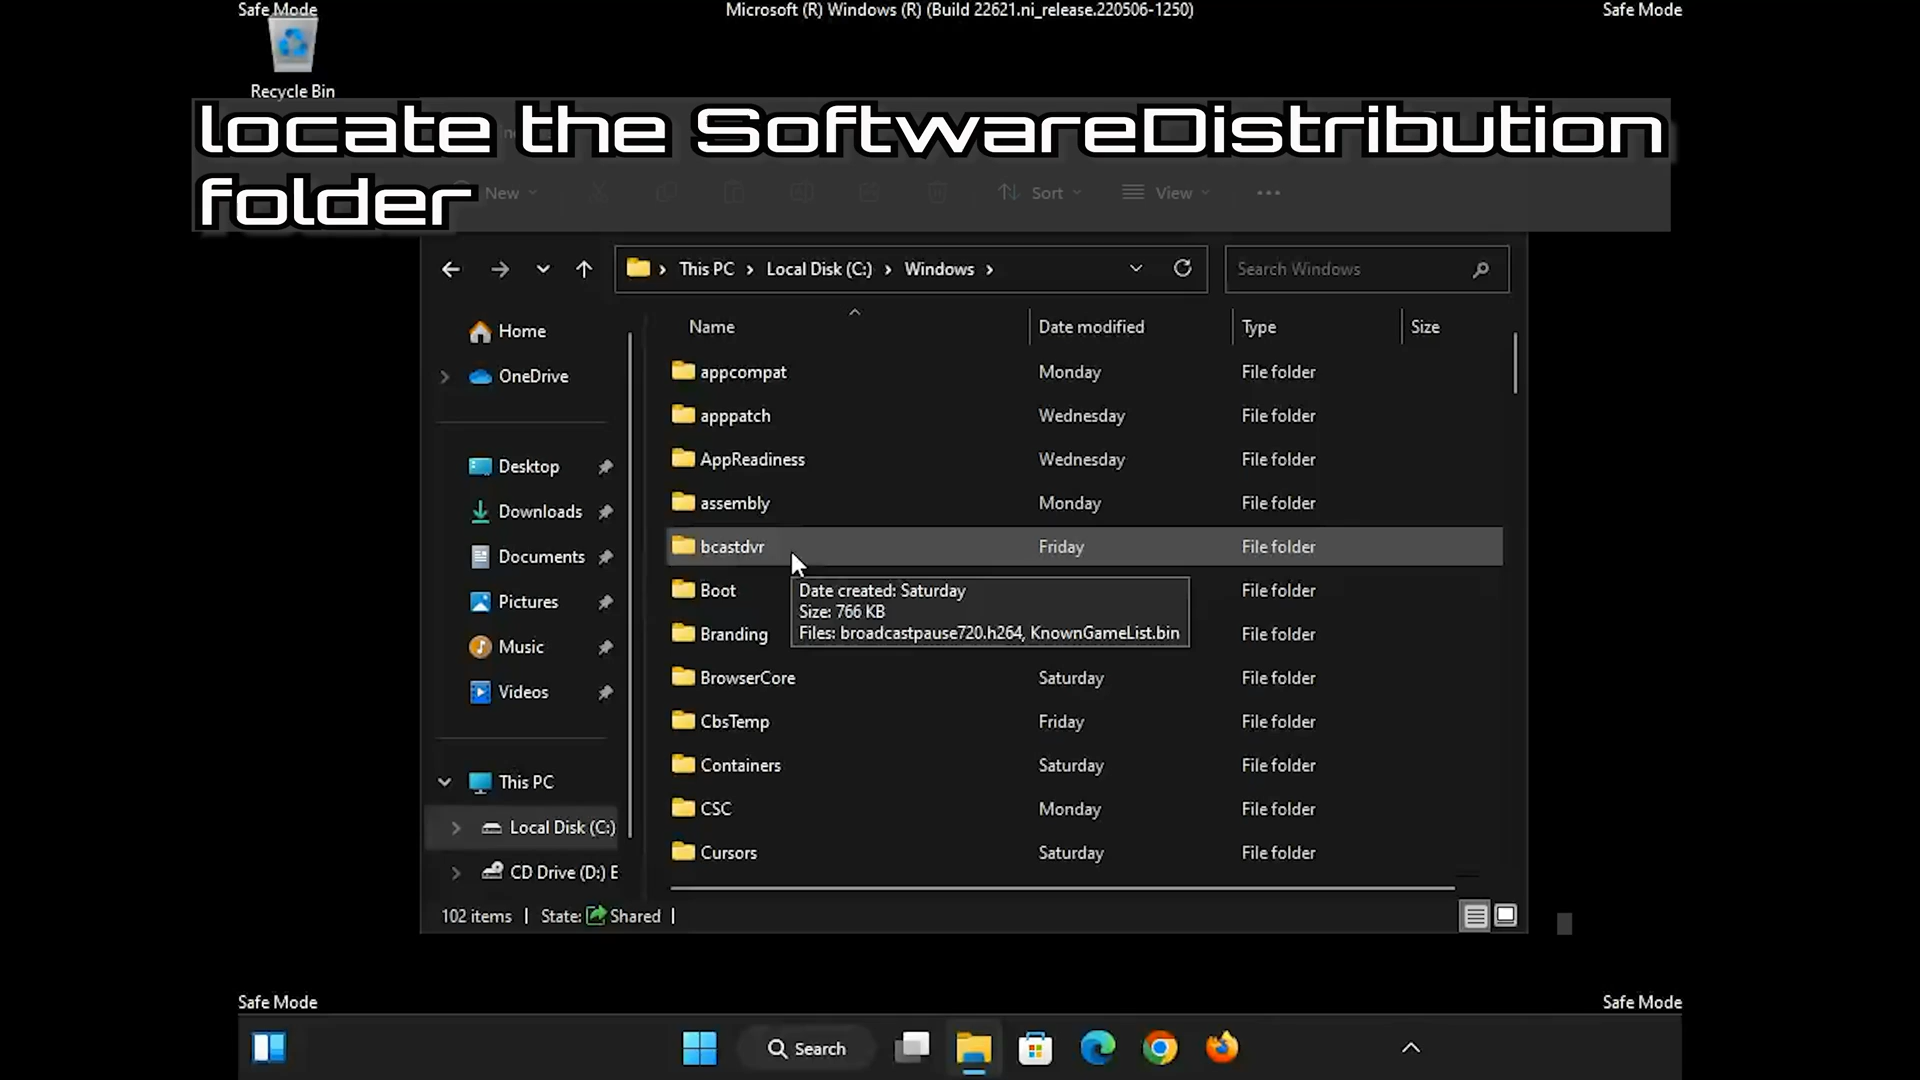 Safe Mode
Microsoft (R) Windows (R) (Build 22621.ni_release.220506-1250)
Safe Mode
Recycle Bin
locate the SoftwareDistribution
folder
New
Sort
View
This PC
Local Disk (C:)
Windows
Search Windows
Name
Date modified
Type
Size
Home
OneDrive
Desktop
Downloads
Documents
Pictures
Music
Videos
This PC
Local Disk (C:)
CD Drive (D:) E
appcompat Monday File folder
apppatch Wednesday File folder
AppReadiness Wednesday File folder
assembly Monday File folder
bcastdvr Friday File folder
Boot File folder
Branding File folder
Date created: Saturday
Size: 766 KB
Files: broadcastpause720.h264, KnownGameList.bin
BrowserCore Saturday File folder
CbsTemp Friday File folder
Containers Saturday File folder
CSC Monday File folder
Cursors Saturday File folder
102 items State: Shared
Safe Mode
Safe Mode
Search